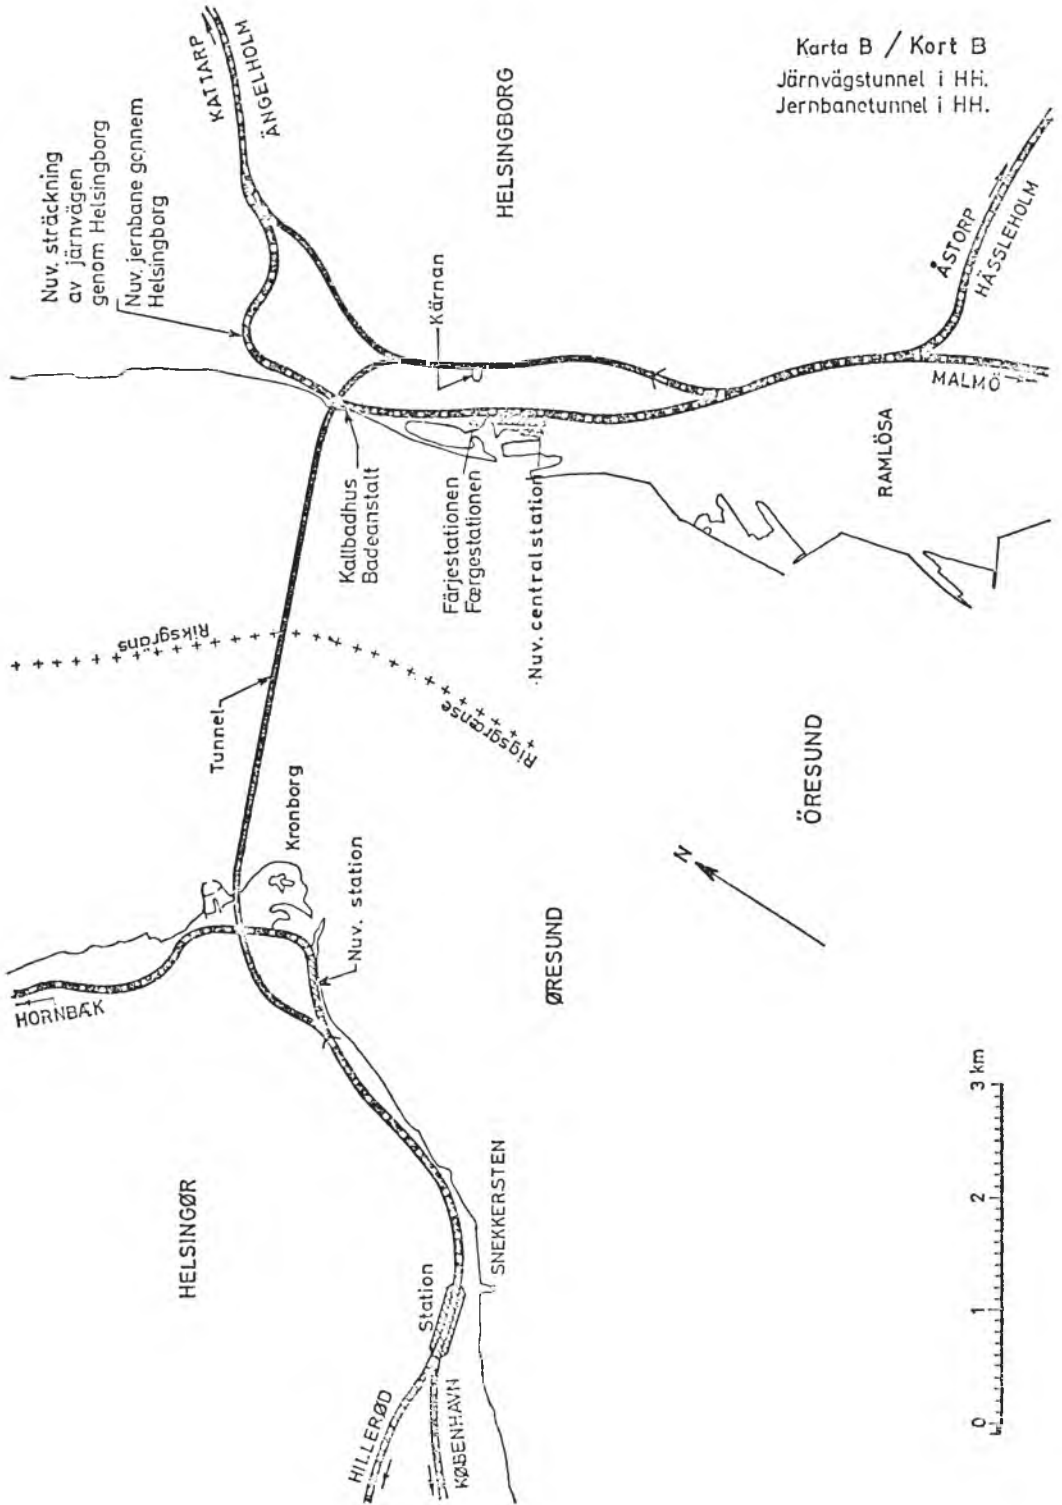 Karta B / Kort B
Järnvägstunnel i HH.
Jernbanetunnel i HH.
KATTARP
ÄNGELHOLM
Nuv. sträckning
av järnvägen
genom Helsingborg
Nuv. jernbane gennem
Helsingborg
HELSINGBORG
Kärnan
ÅSTORP
HÄSSLEHOLM
MALMÖ
RAMLÖSA
Kallbadhus
Badeanstalt
Färjestationen
Færgestationen
Nuv. centralstation
Riksgräns
Rigsgrænse
Tunnel
Kronborg
Nuv. station
HORNBÆK
ÖRESUND
ØRESUND
N
HELSINGØR
SNEKKERSTEN
Station
HILLERØD
KØBENHAVN
0 1 2 3 km